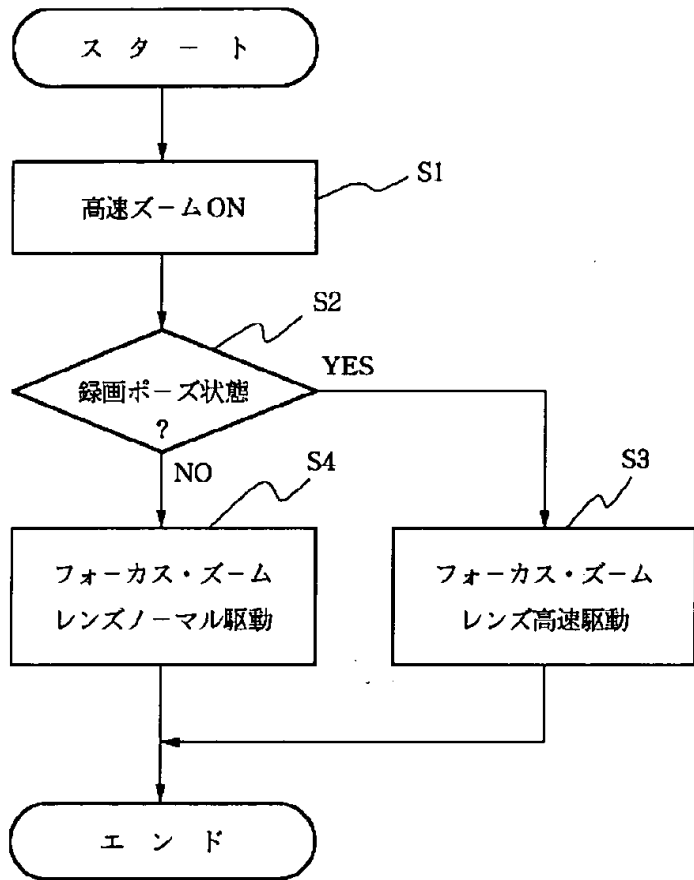 スタート
S1
高速ズームON
S2
録画ポーズ状態
?
YES
NO
S4
フォーカス・ズーム
レンズノーマル駆動
S3
フォーカス・ズーム
レンズ高速駆動
エンド